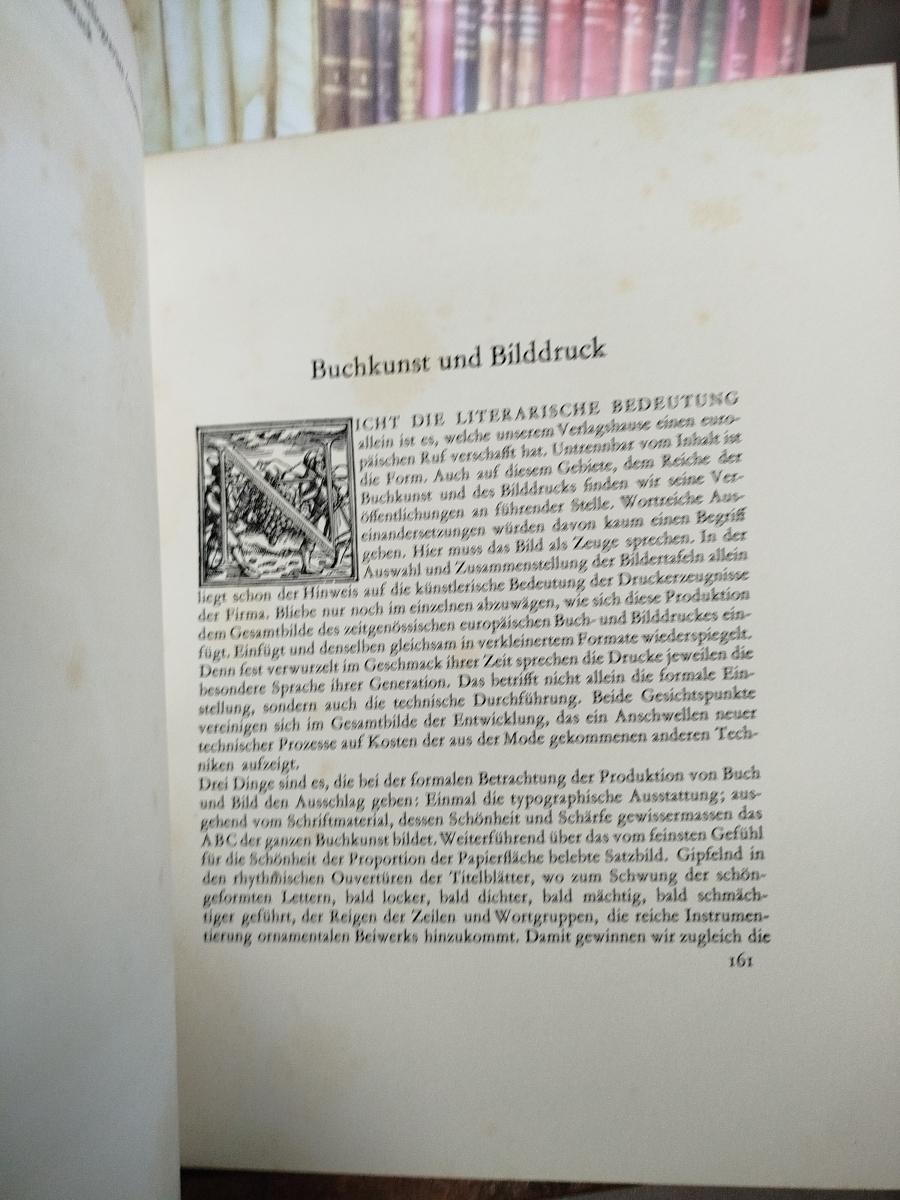 Buchkunst und Bilddruck
NICHT DIE LITERARISCHE BEDEUTUNG
allein ist es, welche unserem Verlagshause einen euro-
päischen Ruf verschafft hat. Untrennbar vom Inhalt ist
die Form. Auch auf diesem Gebiete, dem Reiche der
Buchkunst und des Bilddrucks finden wir seine Ver-
öffentlichungen an führender Stelle. Wortreiche Aus-
einandersetzungen würden davon kaum einen Begriff
geben. Hier muss das Bild als Zeuge sprechen. In der
Auswahl und Zusammenstellung der Bildertafeln allein
liegt schon der Hinweis auf die künstlerische Bedeutung der Druckerzeugnisse
der Firma. Bliebe nur noch im einzelnen abzuwägen, wie sich diese Produktion
dem Gesamtbilde des zeitgenössischen europäischen Buch- und Bilddruckes ein-
fügt. Einfügt und denselben gleichsam in verkleinertem Formate wiederspiegelt.
Denn fest verwurzelt im Geschmack ihrer Zeit sprechen die Drucke jeweilen die
besondere Sprache ihrer Generation. Das betrifft nicht allein die formale Ein-
stellung, sondern auch die technische Durchführung. Beide Gesichtspunkte
vereinigen sich im Gesamtbilde der Entwicklung, das ein Anschwellen neuer
technischer Prozesse auf Kosten der aus der Mode gekommenen anderen Tech-
niken aufzeigt.
Drei Dinge sind es, die bei der formalen Betrachtung der Produktion von Buch
und Bild den Ausschlag geben: Einmal die typographische Ausstattung; aus-
gehend vom Schriftmaterial, dessen Schönheit und Schärfe gewissermassen das
ABC der ganzen Buchkunst bildet. Weiterführend über das vom feinsten Gefühl
für die Schönheit der Proportion der Papierfläche belebte Satzbild. Gipfelnd in
den rhythmischen Ouvertüren der Titelblätter, wo zum Schwung der schön-
geformten Lettern, bald locker, bald dichter, bald mächtig, bald schmäch-
tiger geführt, der Reigen der Zeilen und Wortgruppen, die reiche Instrumen-
tierung ornamentalen Beiwerks hinzukommt. Damit gewinnen wir zugleich die
161